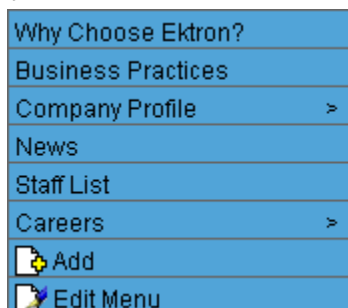 Why Choose Ektron?
Business Practices
Company Profile >
News
Staff List
Careers >
Add
Edit Menu